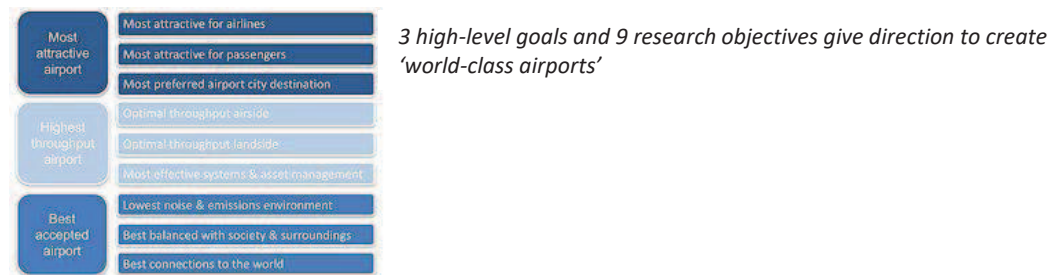 Most
attractive
airport
Most attractive for airlines
Most attractive for passengers
Most preferred airport city destination
Highest
throughput
airport
Optimal throughput airside
Optimal throughput landside
Most effective systems & asset management
Best
accepted
airport
Lowest noise & emissions environment
Best balanced with society & surroundings
Best connections to the world
3 high-level goals and 9 research objectives give direction to create
‘world-class airports’